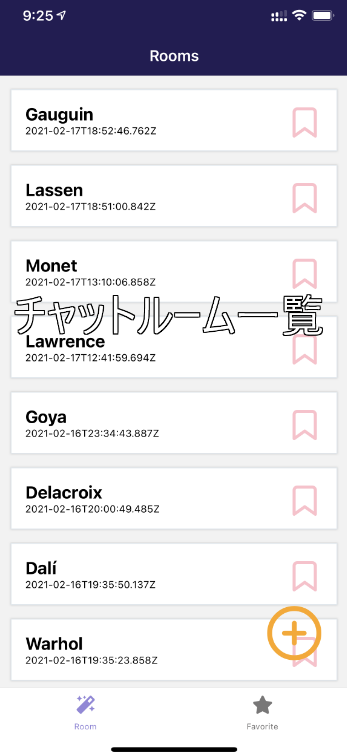 9:25
Rooms
Gauguin
2021-02-17T18:52:46.762Z
Lassen
2021-02-17T18:51:00.842Z
Monet
2021-02-17T13:10:06.858Z
チャットルーム一覧
Lawrence
2021-02-17T12:41:59.694Z
Goya
2021-02-16T23:34:43.887Z
Delacroix
2021-02-16T20:00:49.485Z
Dalí
2021-02-16T19:35:50.137Z
Warhol
2021-02-16T19:35:23.858Z
Room
Favorite